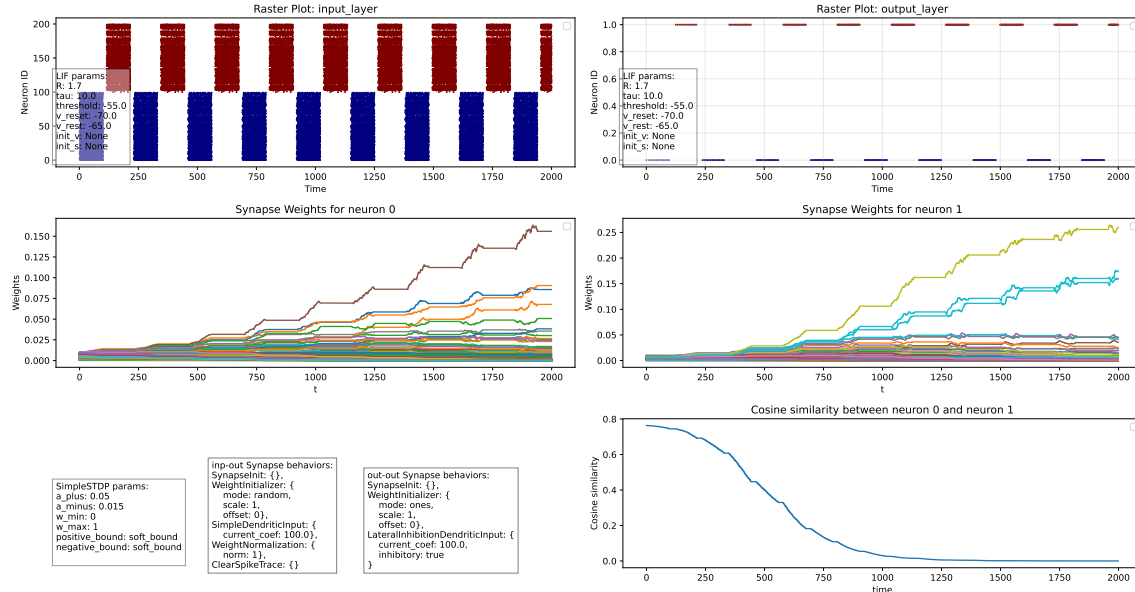 Raster Plot: input_layer
200
150
100
50
0
Neuron ID
LIF params:
R: 1.7
tau: 10.0
threshold: -55.0
v_reset: -70.0
v_rest: -65.0
init_v: None
init_s: None
0 250 500 750 1000 1250 1500 1750 2000
Time
Raster Plot: output_layer
1.0
0.8
0.6
0.4
0.2
0.0
Neuron ID
LIF params:
R: 1.7
tau: 10.0
threshold: -55.0
v_reset: -70.0
v_rest: -65.0
init_v: None
init_s: None
0 250 500 750 1000 1250 1500 1750 2000
Time
Synapse Weights for neuron 0
0.150
0.125
0.100
0.075
0.050
0.025
0.000
Weights
0 250 500 750 1000 1250 1500 1750 2000
t
Synapse Weights for neuron 1
0.25
0.20
0.15
0.10
0.05
0.00
Weights
0 250 500 750 1000 1250 1500 1750 2000
t
SimpleSTDP params:
a_plus: 0.05
a_minus: 0.015
w_min: 0
w_max: 1
positive_bound: soft_bound
negative_bound: soft_bound
inp-out Synapse behaviors:
SynapseInit: {},
WeightInitializer: {
mode: random,
scale: 1,
offset: 0},
SimpleDendriticInput: {
current_coef: 100.0},
WeightNormalization: {
norm: 1},
ClearSpikeTrace: {}
out-out Synapse behaviors:
SynapseInit: {},
WeightInitializer: {
mode: ones,
scale: 1,
offset: 0},
LateralInhibitionDendriticInput: {
current_coef: 100.0,
inhibitory: true
}
Cosine similarity between neuron 0 and neuron 1
0.8
0.6
0.4
0.2
0.0
Cosine similarity
0 250 500 750 1000 1250 1500 1750 2000
time